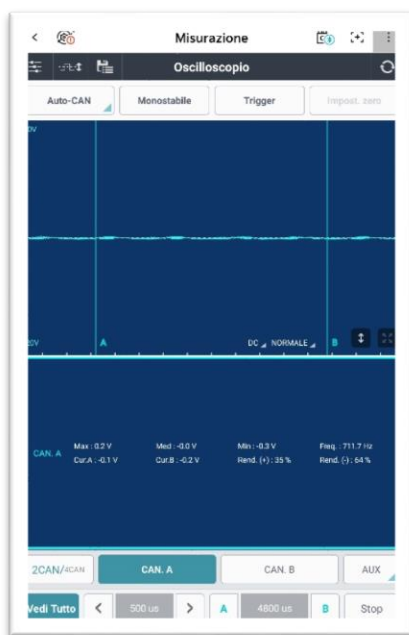 Misurazione
Oscilloscopio
Auto-CAN Monostabile Trigger Impost. zero
A DC NORMALE B
CAN. A
Max : 0.2 V Med : -0.0 V Min : -0.3 V Freq. : 711.7 Hz
Cur.A : -0.1 V Cur.B : -0.2 V Rend. (+) : 35 % Rend. (-) : 64 %
2CAN/4CAN CAN. A CAN. B AUX
Vedi Tutto < 500 us > A 4800 us B Stop